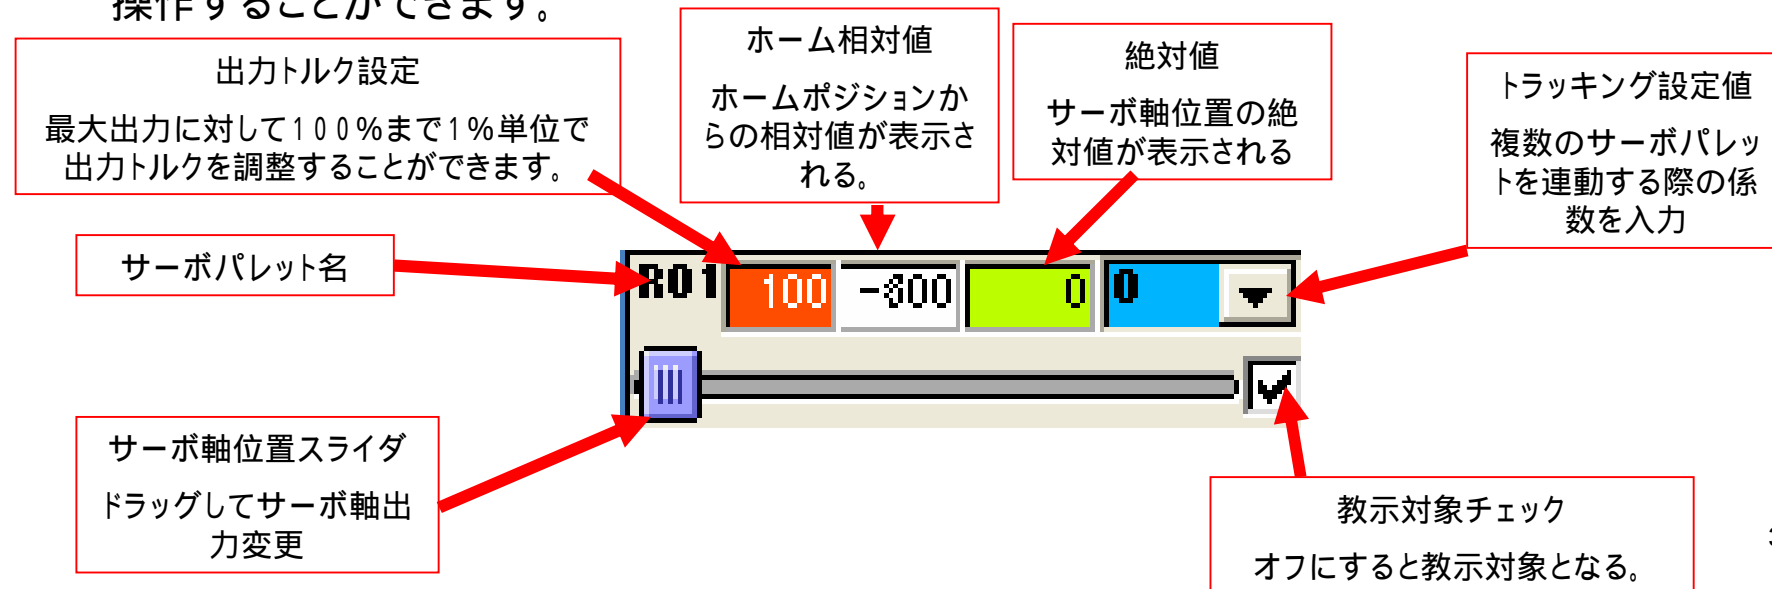 操作することができます。
出力トルク設定
最大出力に対して100%まで1%単位で
出力トルクを調整することができます。
ホーム相対値
ホームポジションか
らの相対値が表示さ
れる。
絶対値
サーボ軸位置の絶
対値が表示される
トラッキング設定値
複数のサーボパレッ
トを連動する際の係
数を入力
サーボパレット名
R01 100 -300 0 0
サーボ軸位置スライダ
ドラッグしてサーボ軸出
力変更
教示対象チェック
オフにすると教示対象となる。